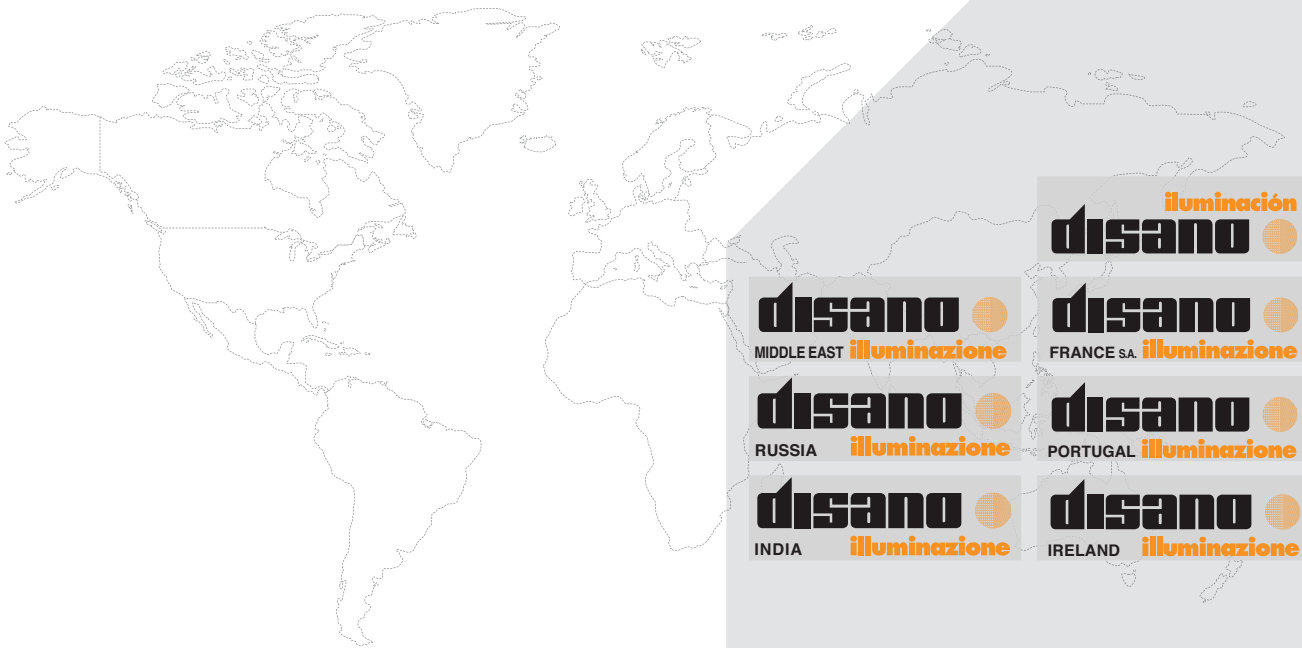 iluminación
disano
disano
MIDDLE EAST illuminazione
disano
FRANCE S.A. illuminazione
disano
RUSSIA illuminazione
disano
PORTUGAL illuminazione
disano
INDIA illuminazione
disano
IRELAND illuminazione